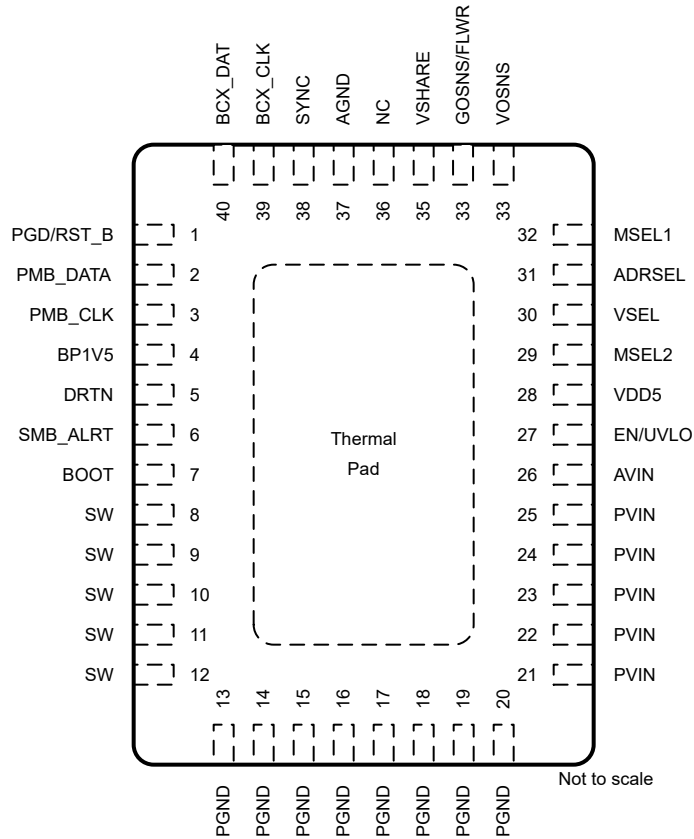 BCX_DAT
BCX_CLK
SYNC
AGND
NC
VSHARE
GOSNS/FLWR
VOSNS
40
39
38
37
36
35
33
33
PGD/RST_B 1
32 MSEL1
PMB_DATA 2
31 ADRSEL
PMB_CLK 3
30 VSEL
BP1V5 4
29 MSEL2
DRTN 5
28 VDD5
SMB_ALRT 6
27 EN/UVLO
BOOT 7
26 AVIN
SW 8
25 PVIN
SW 9
24 PVIN
SW 10
23 PVIN
SW 11
22 PVIN
SW 12
21 PVIN
Thermal
Pad
13
14
15
16
17
18
19
20
PGND
PGND
PGND
PGND
PGND
PGND
PGND
PGND
Not to scale